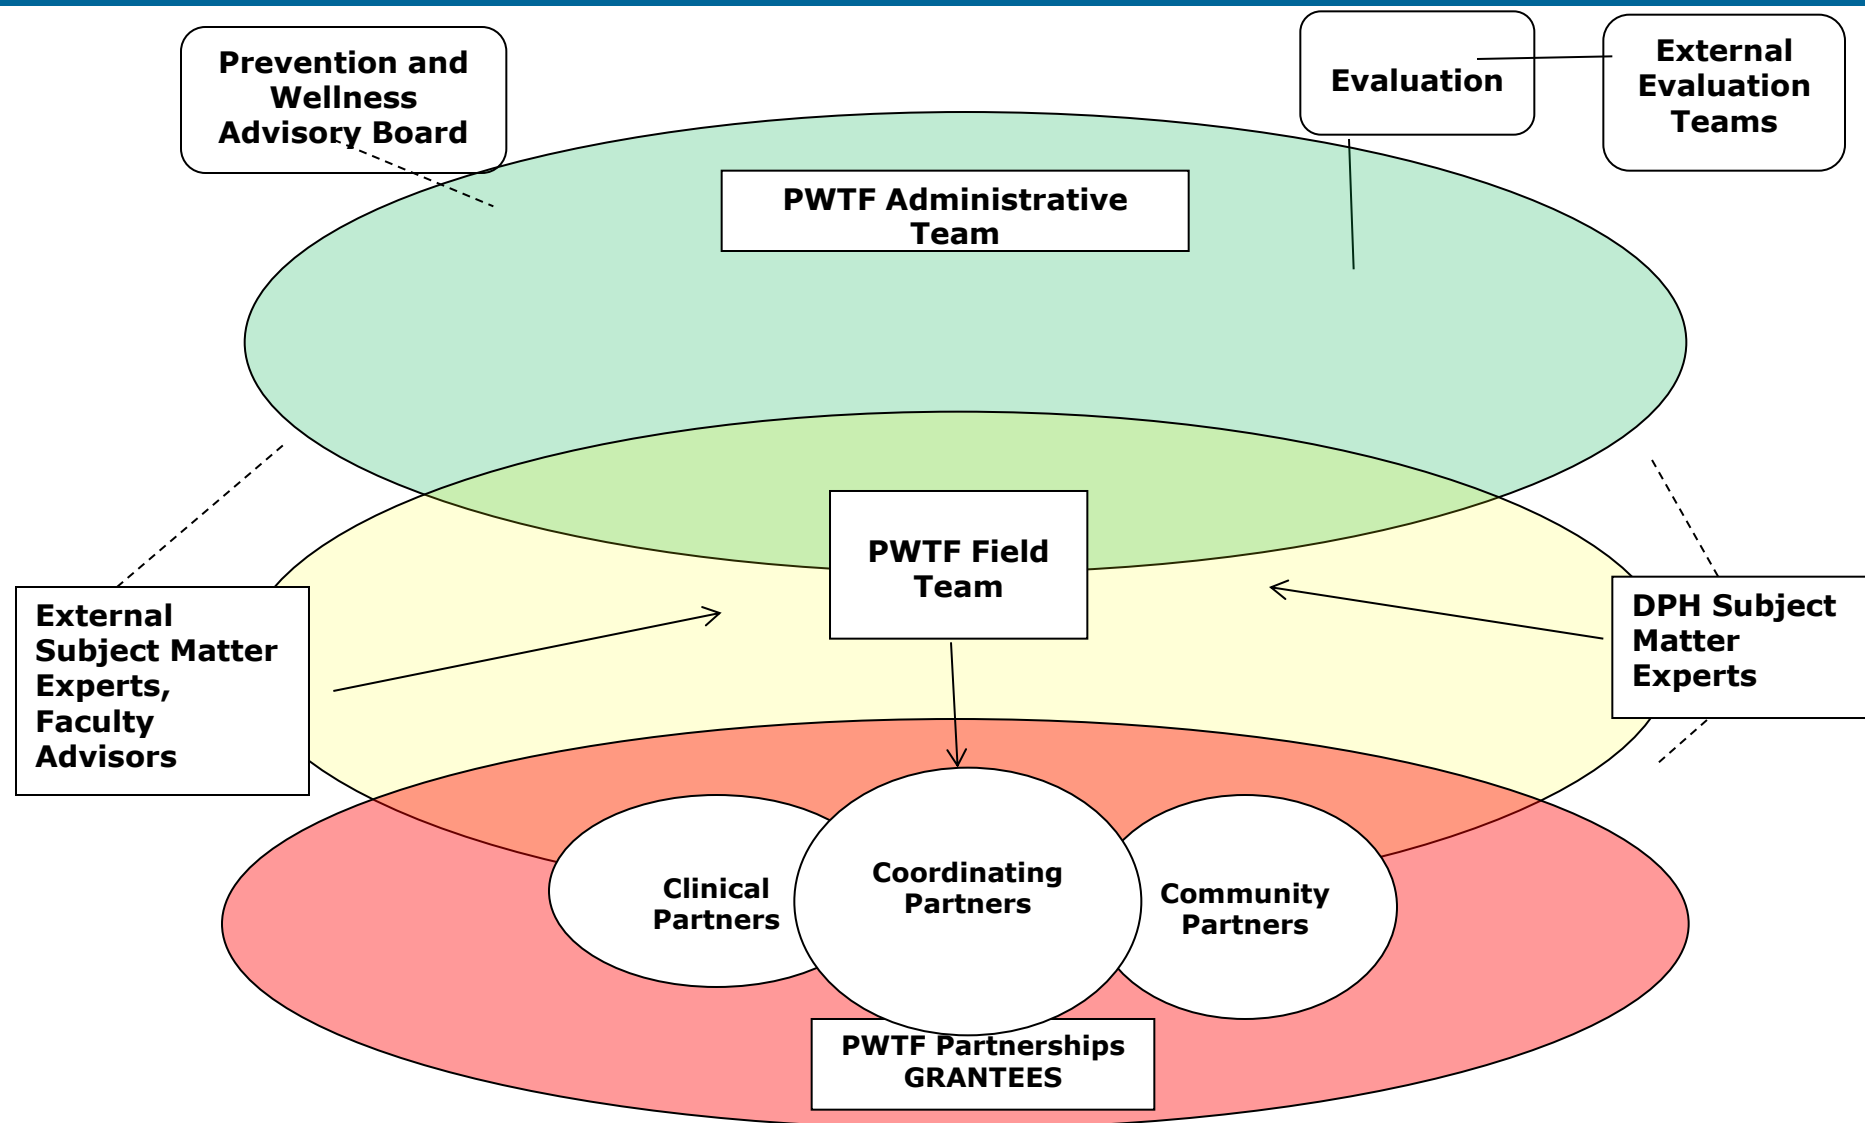 Prevention and
Wellness
Advisory Board
Evaluation
External
Evaluation
Teams
PWTF Administrative
Team
PWTF Field
Team
External
Subject Matter
Experts,
Faculty
Advisors
DPH Subject
Matter
Experts
Clinical
Partners
Coordinating
Partners
Community
Partners
PWTF Partnerships
GRANTEES